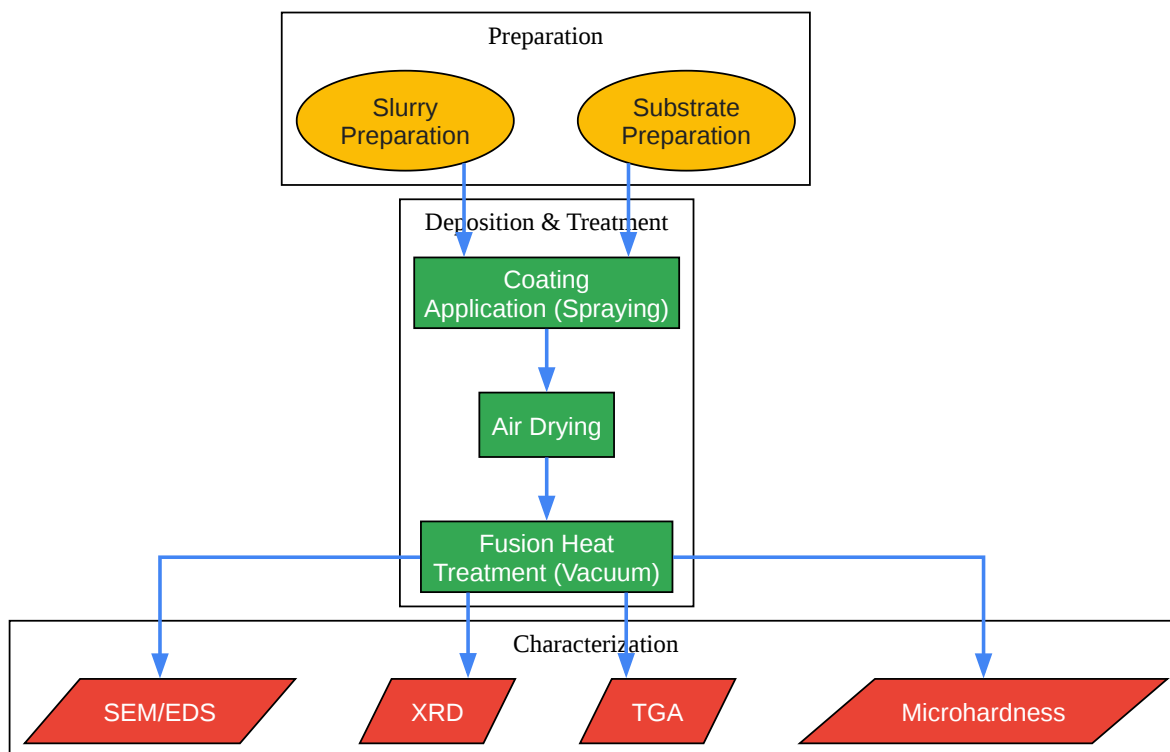 Preparation
Slurry
Preparation
Substrate
Preparation
Deposition & Treatment
Coating
Application (Spraying)
Air Drying
Fusion Heat
Treatment (Vacuum)
Characterization
SEM/EDS
XRD
TGA
Microhardness